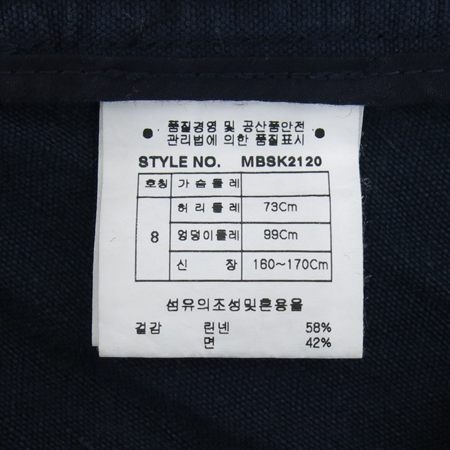 ● 품질경영 및 공산품안전 ●
관리법에 의한 품질표시
STYLE NO. MBSK2120
호칭 가슴둘레
허리둘레 73Cm
8 엉덩이둘레 99Cm
신 장 160~170Cm
섬유의조성및혼용율
겉감 린넨 58%
면 42%